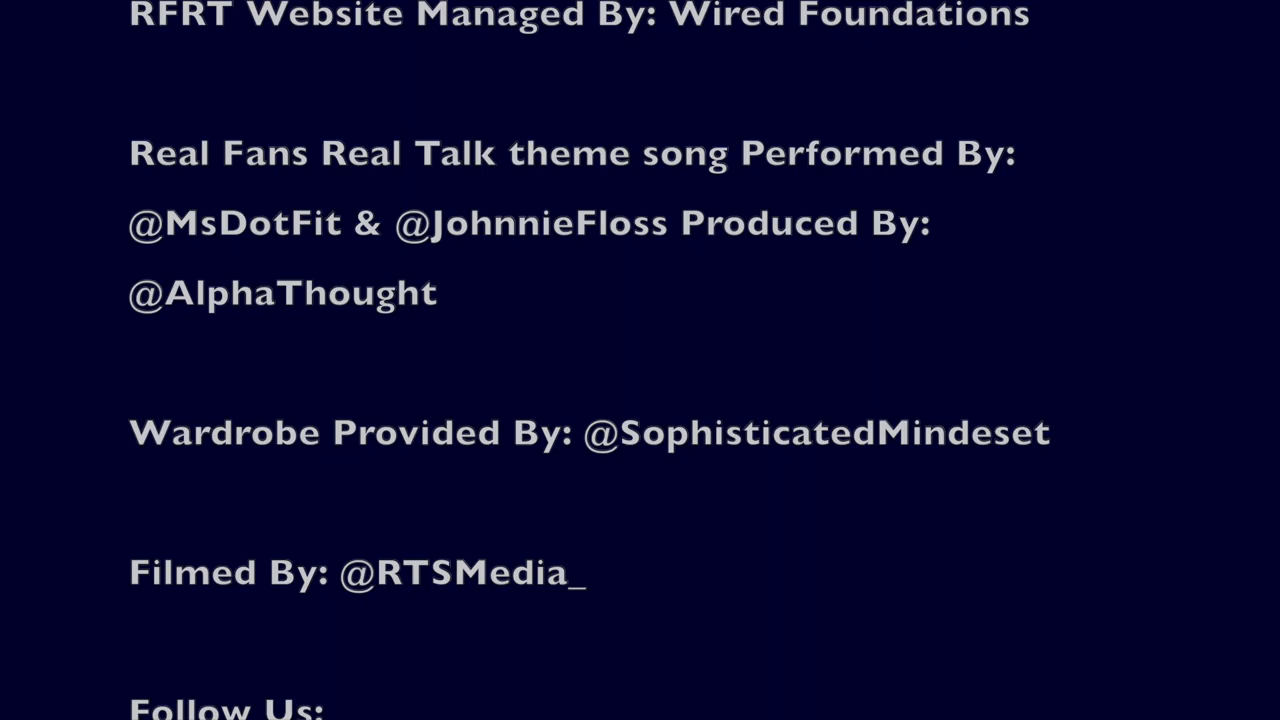 RFRT Website Managed By: Wired Foundations
Real Fans Real Talk theme song Performed By:
@MsDotFit & @JohnnieFloss Produced By:
@AlphaThought
Wardrobe Provided By: @SophisticatedMindeset
Filmed By: @RTSMedia_
Follow Us: